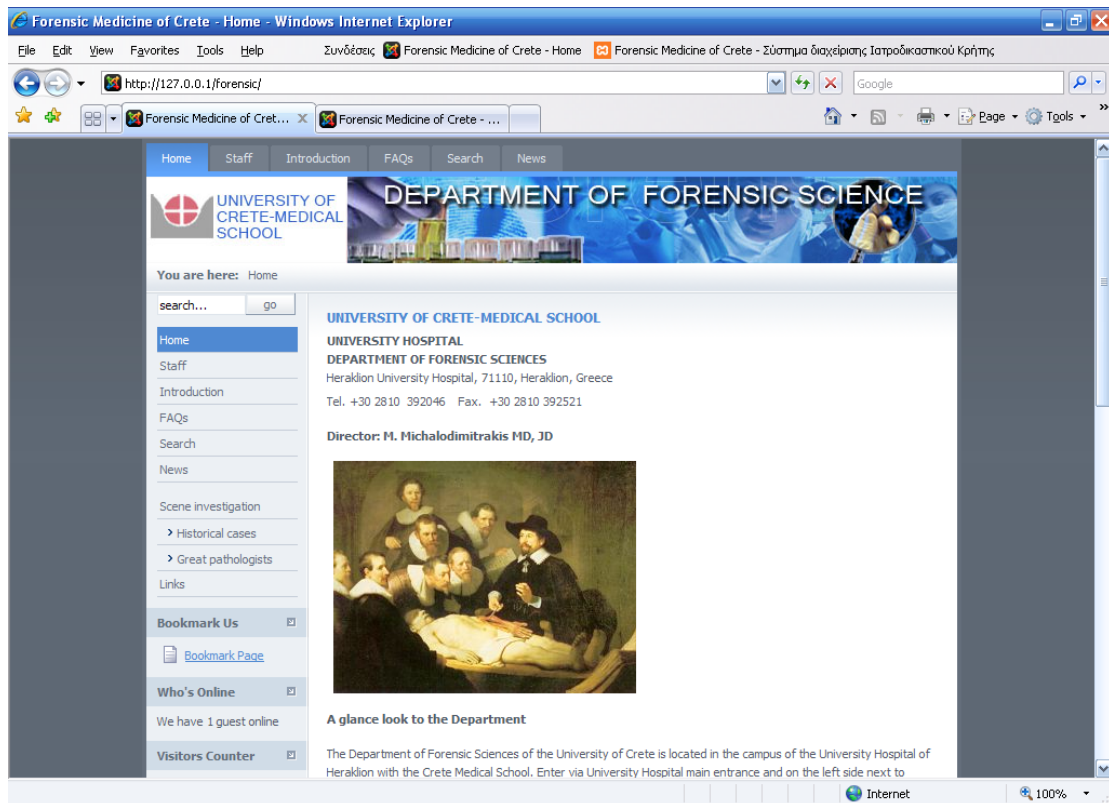 Forensic Medicine of Crete - Home - Windows Internet Explorer
File Edit View Favorites Tools Help Συνδέσεις Forensic Medicine of Crete - Home Forensic Medicine of Crete - Σύστημα διαχείρισης Ιατροδικαστικού Κρήτης
http://127.0.0.1/forensic/ Google
Forensic Medicine of Cret... X Forensic Medicine of Crete - ... Page Tools »
Home Staff Introduction FAQs Search News
UNIVERSITY OF
CRETE-MEDICAL
SCHOOL
DEPARTMENT OF FORENSIC SCIENCE
You are here: Home
search... go
Home
Staff
Introduction
FAQs
Search
News
Scene investigation
Historical cases
Great pathologists
Links
Bookmark Us
Bookmark Page
Who's Online
We have 1 guest online
Visitors Counter
UNIVERSITY OF CRETE-MEDICAL SCHOOL
UNIVERSITY HOSPITAL
DEPARTMENT OF FORENSIC SCIENCES
Heraklion University Hospital, 71110, Heraklion, Greece
Tel. +30 2810 392046 Fax. +30 2810 392521
Director: M. Michalodimitrakis MD, JD
A glance look to the Department
The Department of Forensic Sciences of the University of Crete is located in the campus of the University Hospital of
Heraklion with the Crete Medical School. Enter via University Hospital main entrance and on the left side next to
Internet 100%